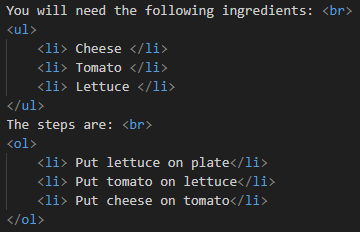 You will need the following ingredients: <br>
<ul>
    <li> Cheese </li>
    <li> Tomato </li>
    <li> Lettuce </li>
</ul>
The steps are: <br>
<ol>
    <li> Put lettuce on plate</li>
    <li> Put tomato on lettuce</li>
    <li> Put cheese on tomato</li>
</ol>